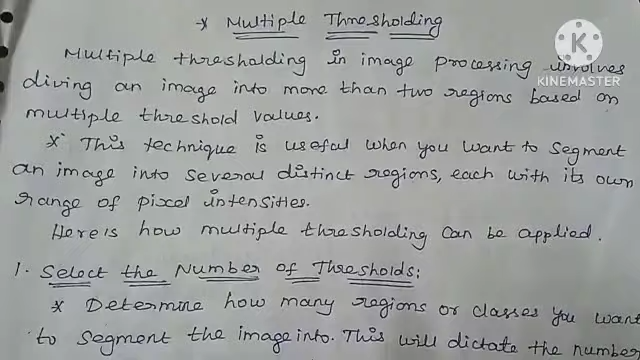 * Multiple Thresholding
Multiple thresholding in image processing involves
diving an image into more than two regions based on
multiple threshold values.
* This technique is useful when you want to segment
an image into several distinct regions, each with its own
range of pixel intensities.
Here is how multiple thresholding can be applied.
1. Select the Number of Thresholds:
* Determine how many regions or classes you want
to segment the image into. This will dictate the number
KINEMASTER